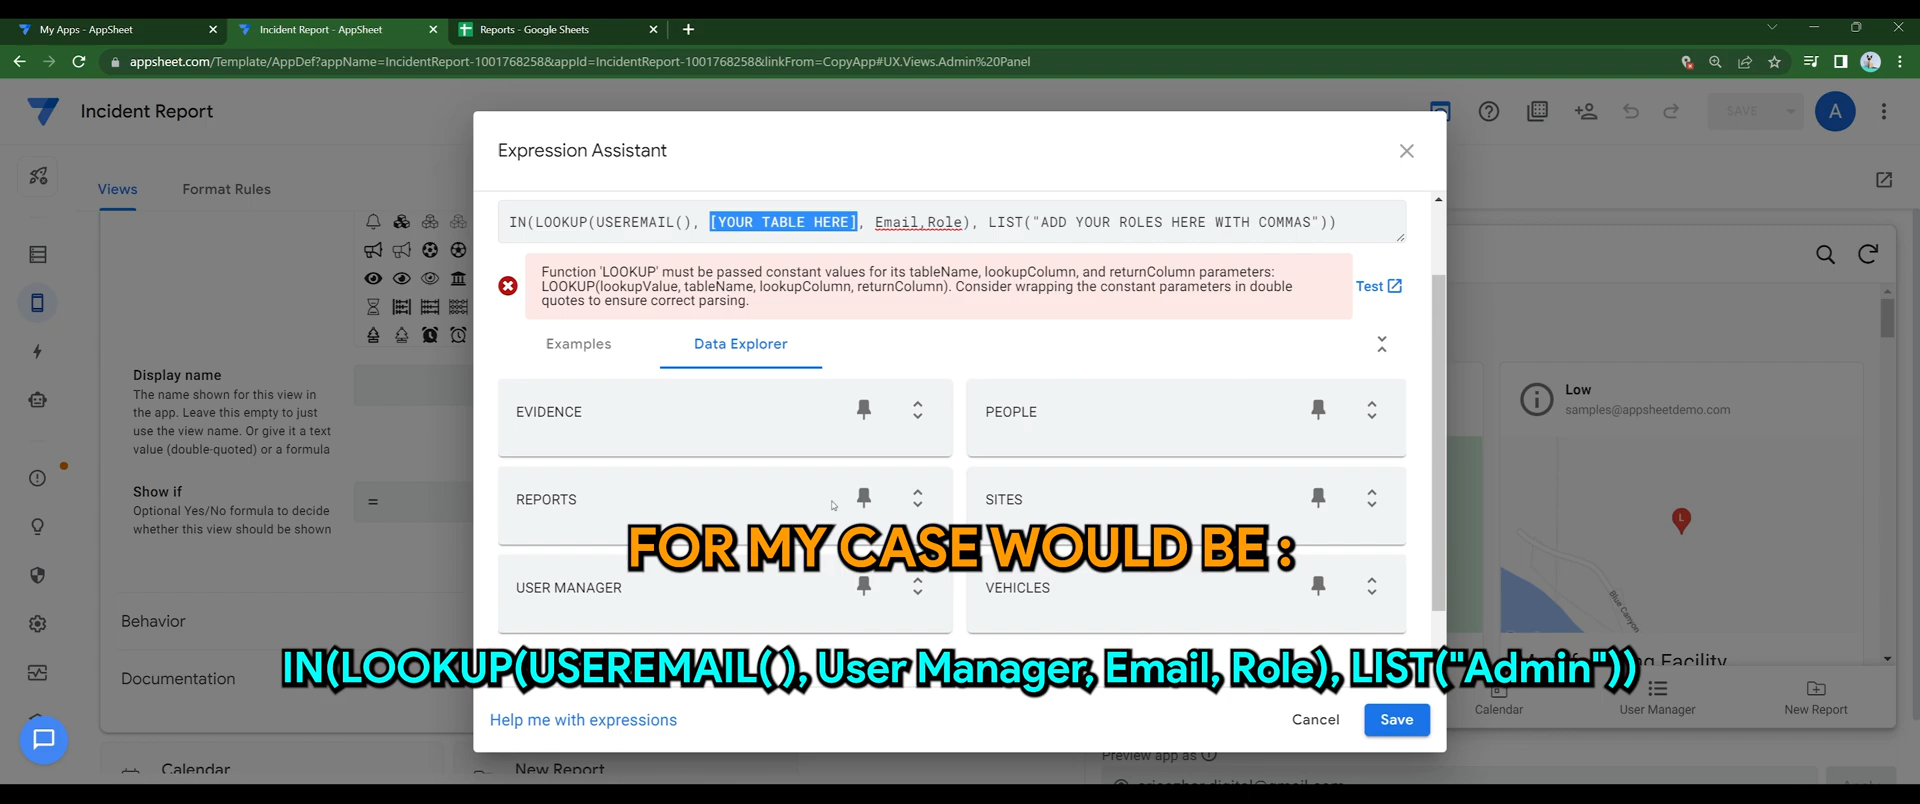 My Apps - AppSheet
Incident Report - AppSheet
Reports - Google Sheets
appsheet.com/Template/AppDef?appName=IncidentReport-1001768258&appId=IncidentReport-1001768258&linkFrom=CopyApp#UX.Views.Admin%20Panel
Incident Report
SAVE
A
Views
Format Rules
Display name
The name shown for this view in
the app. Leave this empty to just
use the view name. Or give it a text
value (double-quoted) or a formula
Show if
Optional Yes/No formula to decide
whether this view should be shown
=
Behavior
Documentation
Calendar
New Report
Expression Assistant
IN(LOOKUP(USEREMAIL(), [YOUR TABLE HERE], Email,Role), LIST("ADD YOUR ROLES HERE WITH COMMAS"))
Function 'LOOKUP' must be passed constant values for its tableName, lookupColumn, and returnColumn parameters:
LOOKUP(lookupValue, tableName, lookupColumn, returnColumn). Consider wrapping the constant parameters in double
quotes to ensure correct parsing.
Test
Examples
Data Explorer
EVIDENCE
PEOPLE
REPORTS
SITES
USER MANAGER
VEHICLES
FOR MY CASE WOULD BE :
IN(LOOKUP(USEREMAIL(), User Manager, Email, Role), LIST("Admin"))
Help me with expressions
Cancel
Save
Low
samples@appsheetdemo.com
L
Blue Canyon
Facility
Calendar
User Manager
New Report
Preview app as